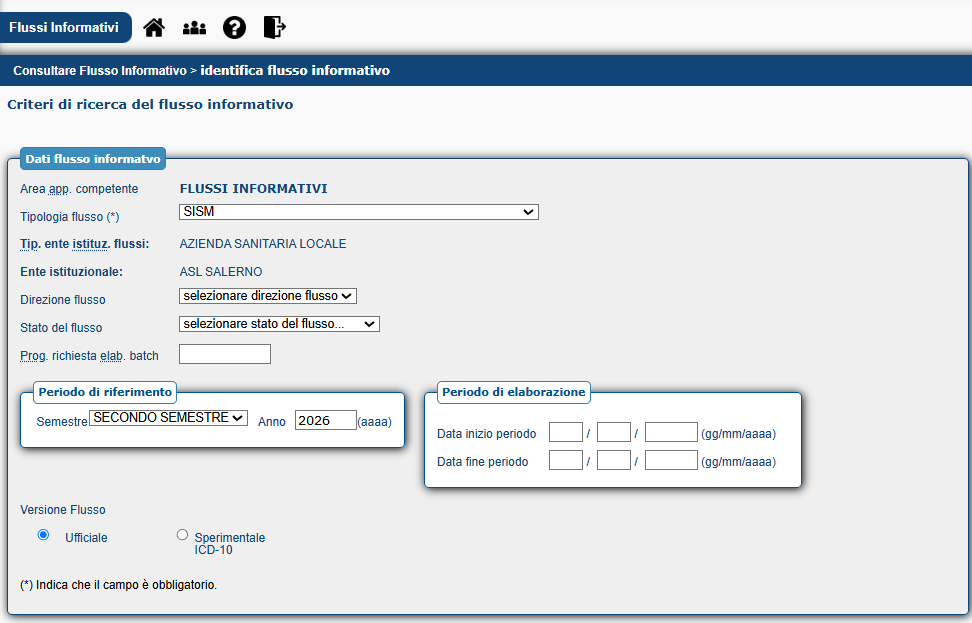 Flussi Informativi
Consultare Flusso Informativo > identifica flusso informativo
Criteri di ricerca del flusso informativo
Dati flusso informatvo
Area app. competente FLUSSI INFORMATIVI
Tipologia flusso (*) SISM
Tip. ente istituz. flussi: AZIENDA SANITARIA LOCALE
Ente istituzionale: ASL SALERNO
Direzione flusso selezionare direzione flusso
Stato del flusso selezionare stato del flusso...
Prog. richiesta elab. batch
Periodo di riferimento
Semestre SECONDO SEMESTRE Anno 2026 (aaaa)
Periodo di elaborazione
Data inizio periodo / / (gg/mm/aaaa)
Data fine periodo / / (gg/mm/aaaa)
Versione Flusso
Ufficiale
Sperimentale
ICD-10
(*) Indica che il campo è obbligatorio.